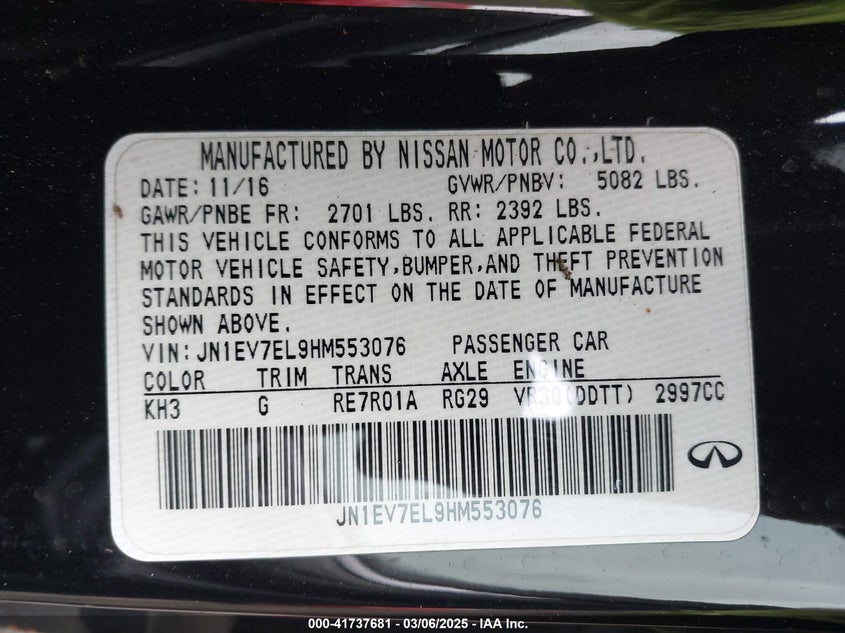 MANUFACTURED BY NISSAN MOTOR CO.,LTD.
DATE: 11/16 GVWR/PNBV: 5082 LBS.
GAWR/PNBE FR: 2701 LBS. RR: 2392 LBS.
THIS VEHICLE CONFORMS TO ALL APPLICABLE FEDERAL
MOTOR VEHICLE SAFETY,BUMPER,AND THEFT PREVENTION
STANDARDS IN EFFECT ON THE DATE OF MANUFACTURE
SHOWN ABOVE.
VIN:JN1EV7EL9HM553076 PASSENGER CAR
COLOR TRIM TRANS AXLE ENGINE
KH3 G RE7R01A RG29 VR30(DDTT) 2997CC
JN1EV7EL9HM553076
000-41737681 — 03/06/2025 — IAA Inc.